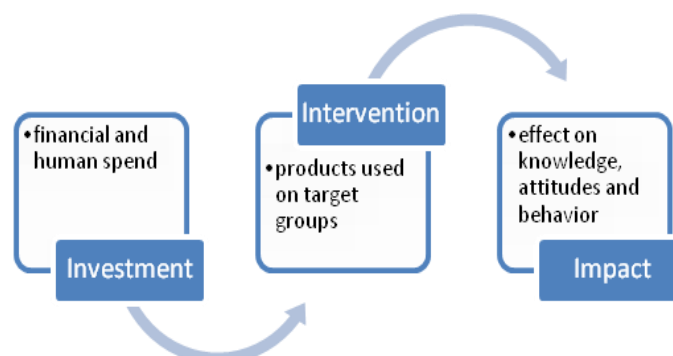 •financial and
human spend
Investment
Intervention
•products used
on target
groups
•effect on
knowledge,
attitudes and
behavior
Impact